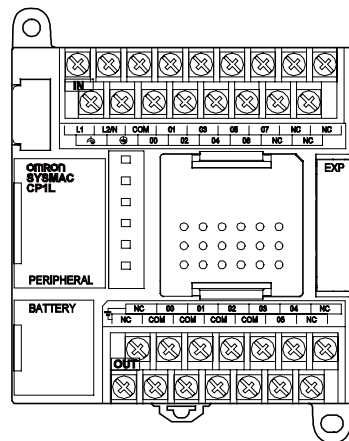 IN
L1 L2/N COM 01 03 05 07 NC NC
00 02 04 06 NC NC
OMRON
SYSMAC
CP1L
EXP
PERIPHERAL
BATTERY
NC 00 01 02 03 04 NC
NC COM COM COM COM 05 NC
OUT